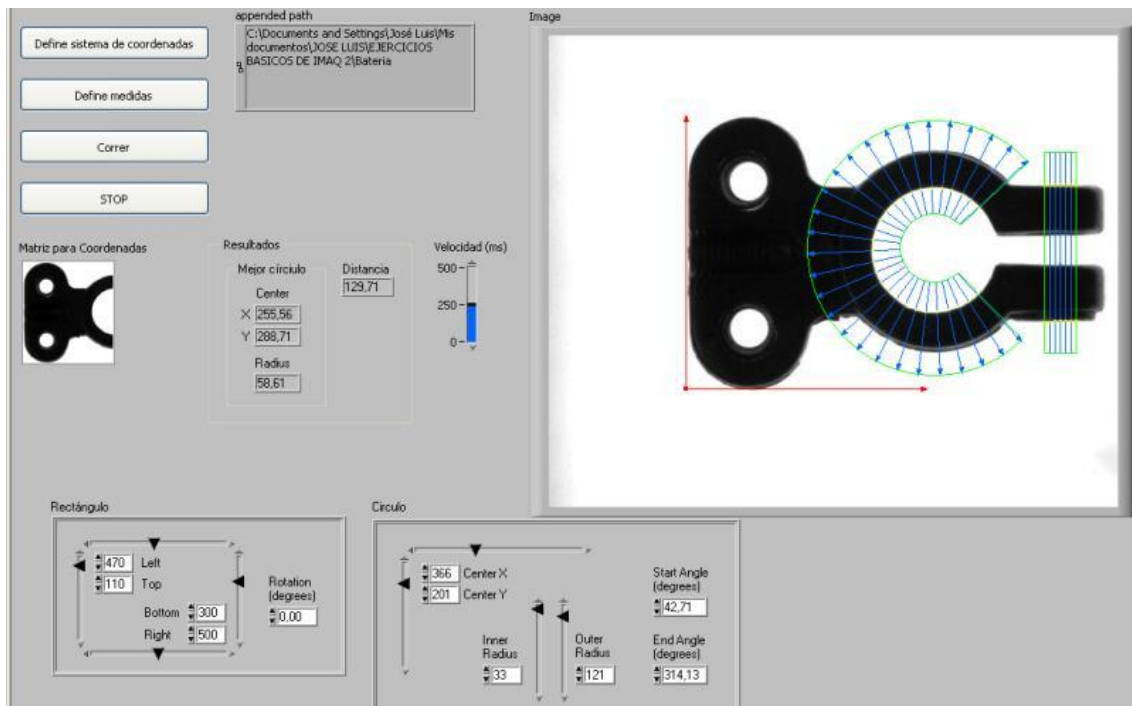 appended path
Image
Define sistema de coordenadas
C:\Documents and Settings\José Luis\Mis
documentos\JOSE LUIS\EJERCICIOS
BASICOS DE IMAQ 2\Bateria
Define medidas
Correr
STOP
Matriz para Coordenadas
Resultados
Velocidad (ms)
Mejor círciulo
Distancia
500
Center
129,71
X 255,56
250
Y 288,71
0
Radius
58,61
Rectángulo
Circulo
470 Left
110 Top
Bottom 300
Right 500
Rotation
(degrees)
0,00
366 Center X
201 Center Y
Start Angle
(degrees)
42,71
Inner
Radius
33
Outer
Radius
121
End Angle
(degrees)
314,13